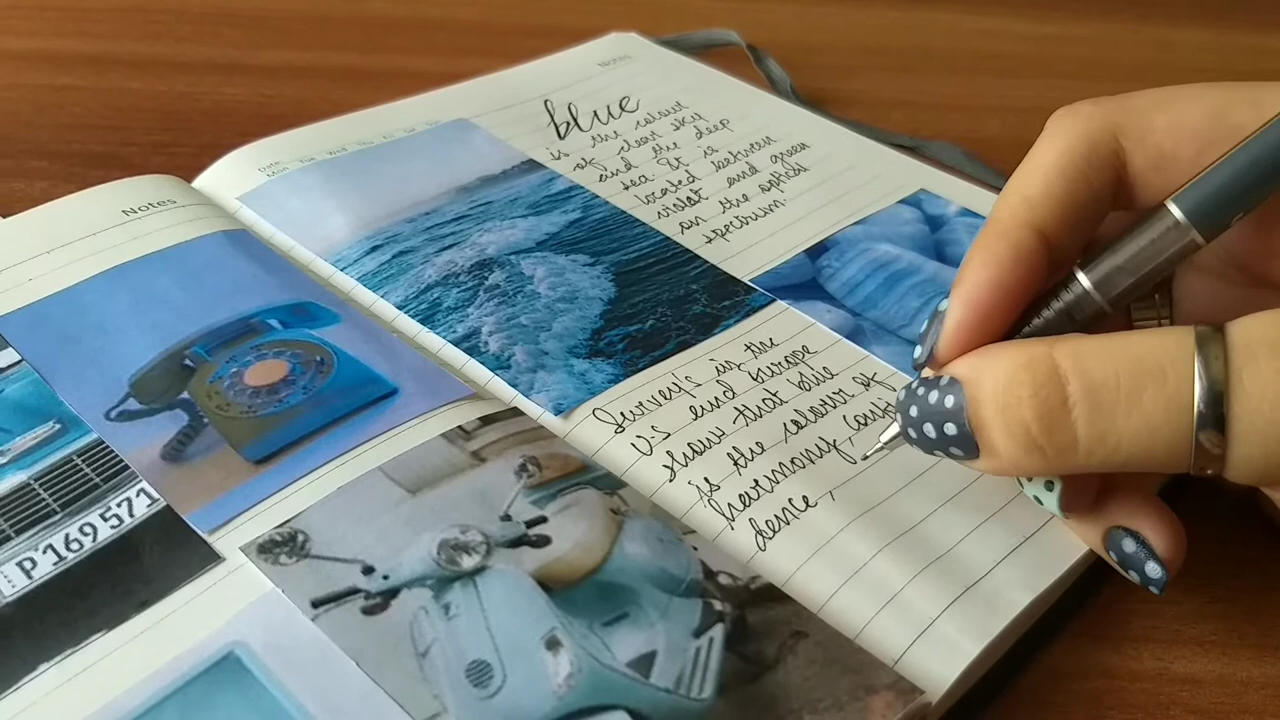 Notes
Date:
Mon Tue Wed Thu Fri Sat Sun
Notes
blue
is the colour
of clear sky
and the deep
sea. It is
located between
violet and green
on the optical
spectrum.
Survey's in the
U.S and Europe
show that blue
is the colour of
harmony, confi
dence,
P169571